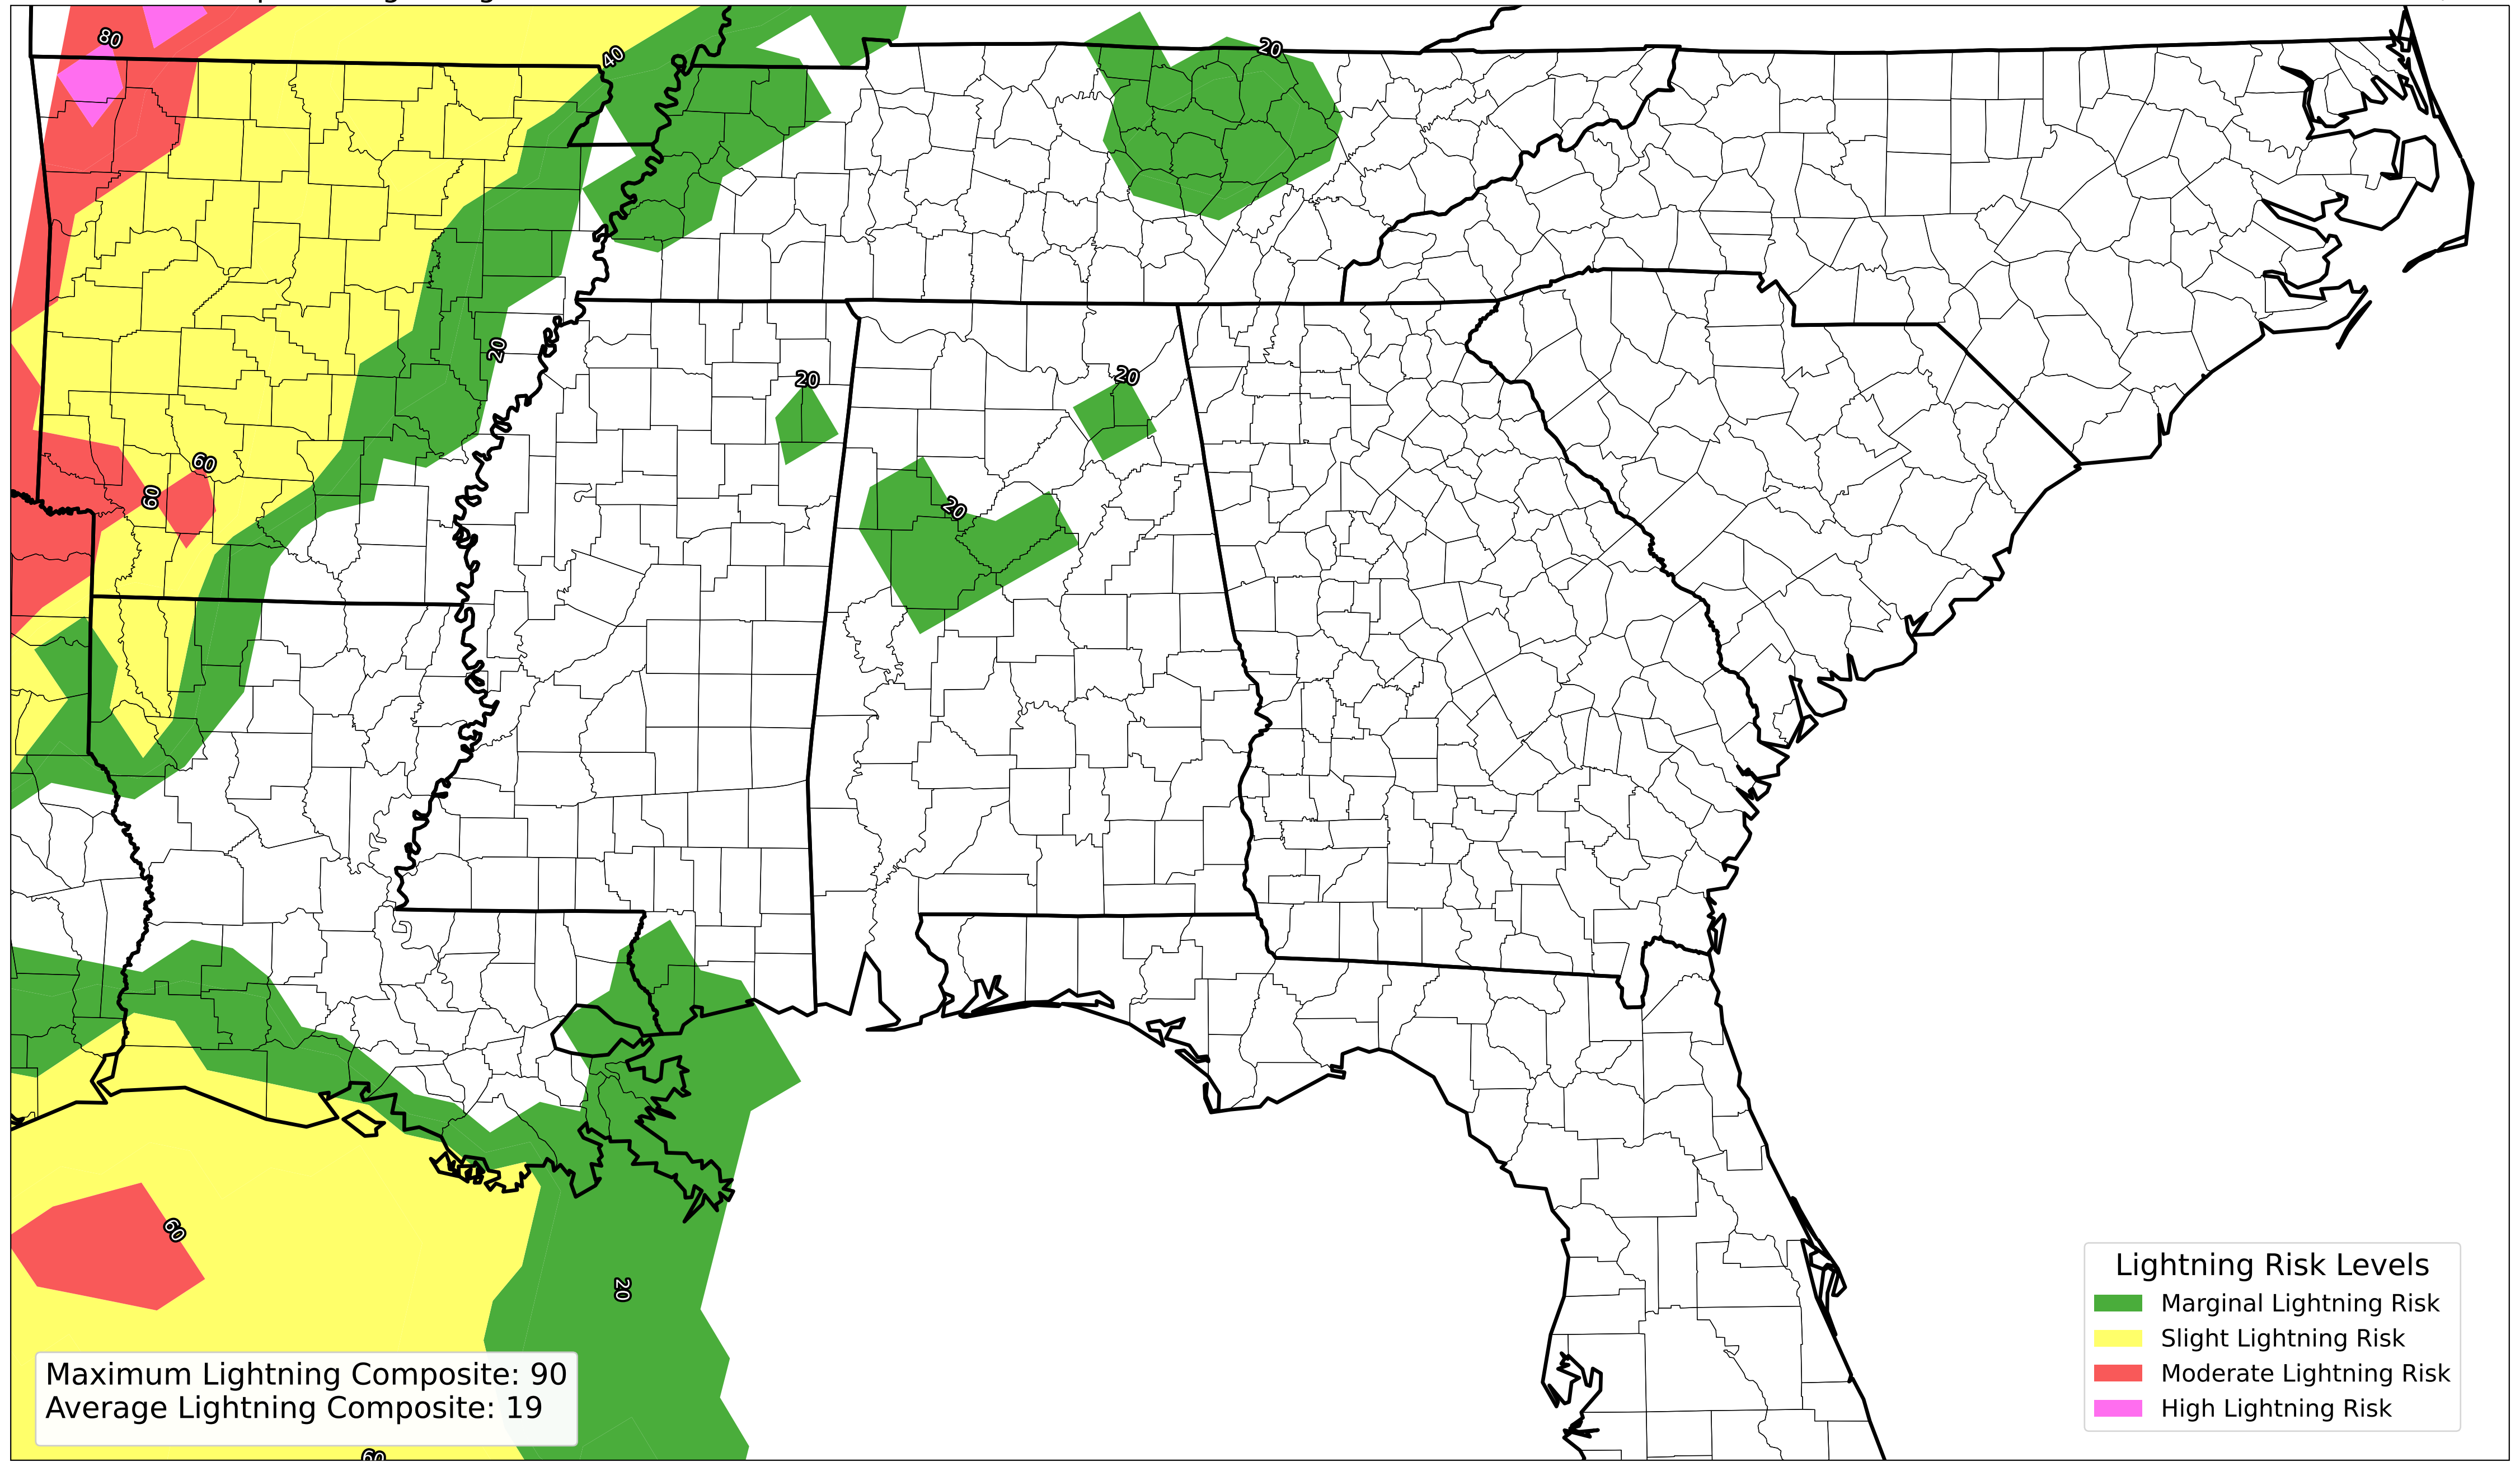 80
40
20
20
20
20
60
60
20
60
20
Lightning Risk Levels
Marginal Lightning Risk
Slight Lightning Risk
Moderate Lightning Risk
High Lightning Risk
Maximum Lightning Composite: 90
Average Lightning Composite: 19
60